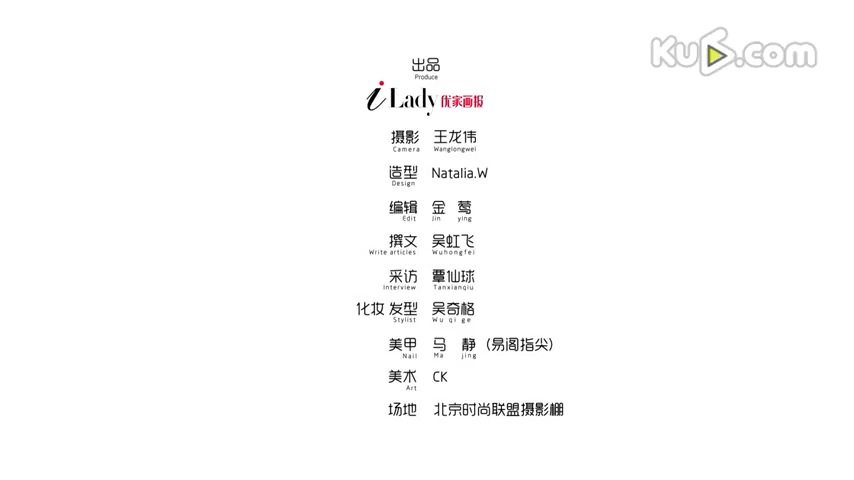 Ku6.com
出品
Produce
i Lady 优家画报
摄影 王龙伟
Camera Wanglongwei
造型 Natalia.W
Design
编辑 金 莺
Edit Jin ying
撰文 吴虹飞
Write articles Wuhongfei
采访 覃仙球
Interview Tanxianqiu
化妆 发型 吴奇格
Stylist Wu qi ge
美甲 马 静（易阁指尖）
Nail Ma jing
美术 CK
Art
场地 北京时尚联盟摄影棚